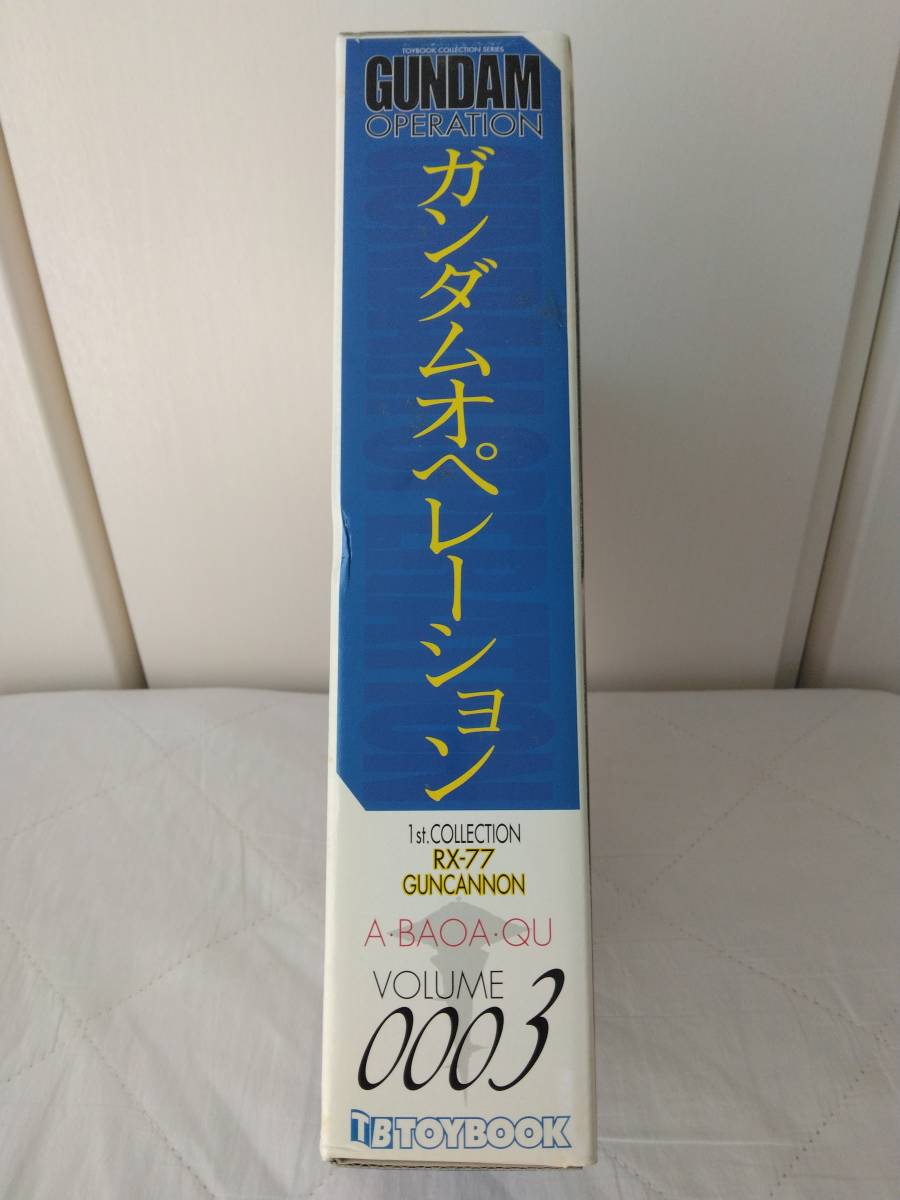 TOYBOOK COLLECTION SERIES
GUNDAM
OPERATION
ガンダムオペレーション
1st.COLLECTION
RX-77
GUNCANNON
A・BAOA・QU
VOLUME
0003
TB TOYBOOK